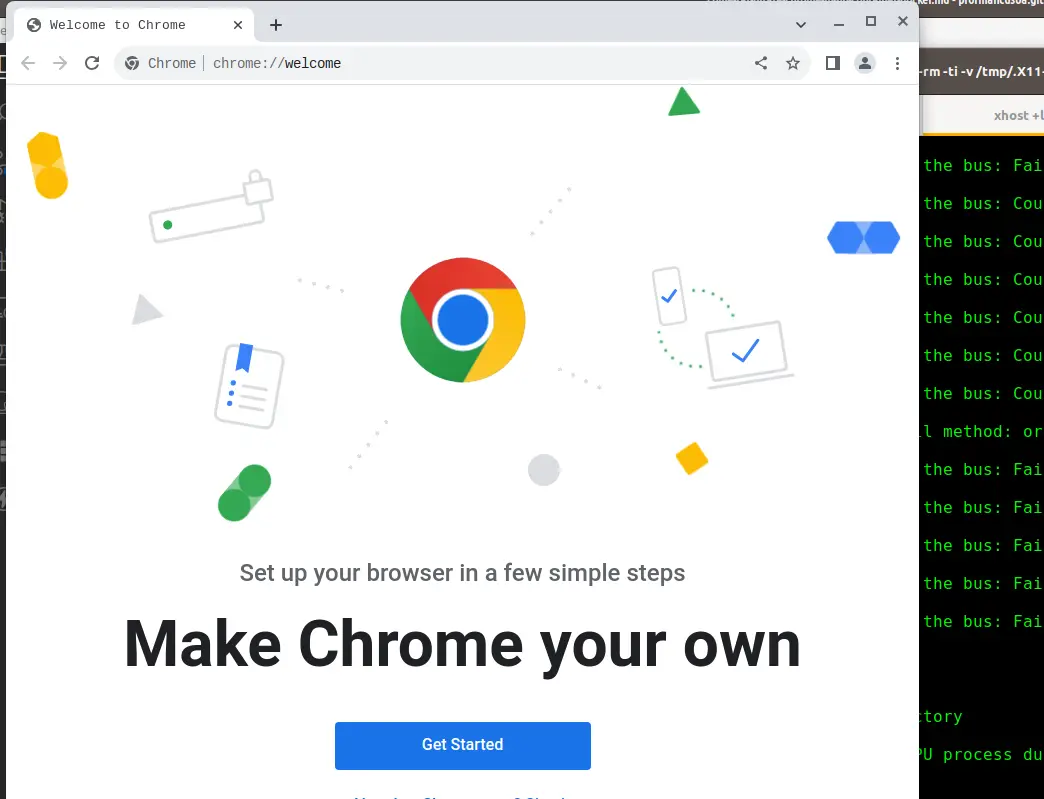 Welcome to Chrome
Chrome
chrome://welcome
-rm -ti -v /tmp/.X11-
xhost +l
the bus: Fai
the bus: Cou
the bus: Cou
the bus: Cou
the bus: Cou
the bus: Cou
the bus: Cou
ll method: or
the bus: Fai
the bus: Fai
the bus: Fai
the bus: Fai
the bus: Fai
ctory
PU process du
Set up your browser in a few simple steps
Make Chrome your own
Get Started